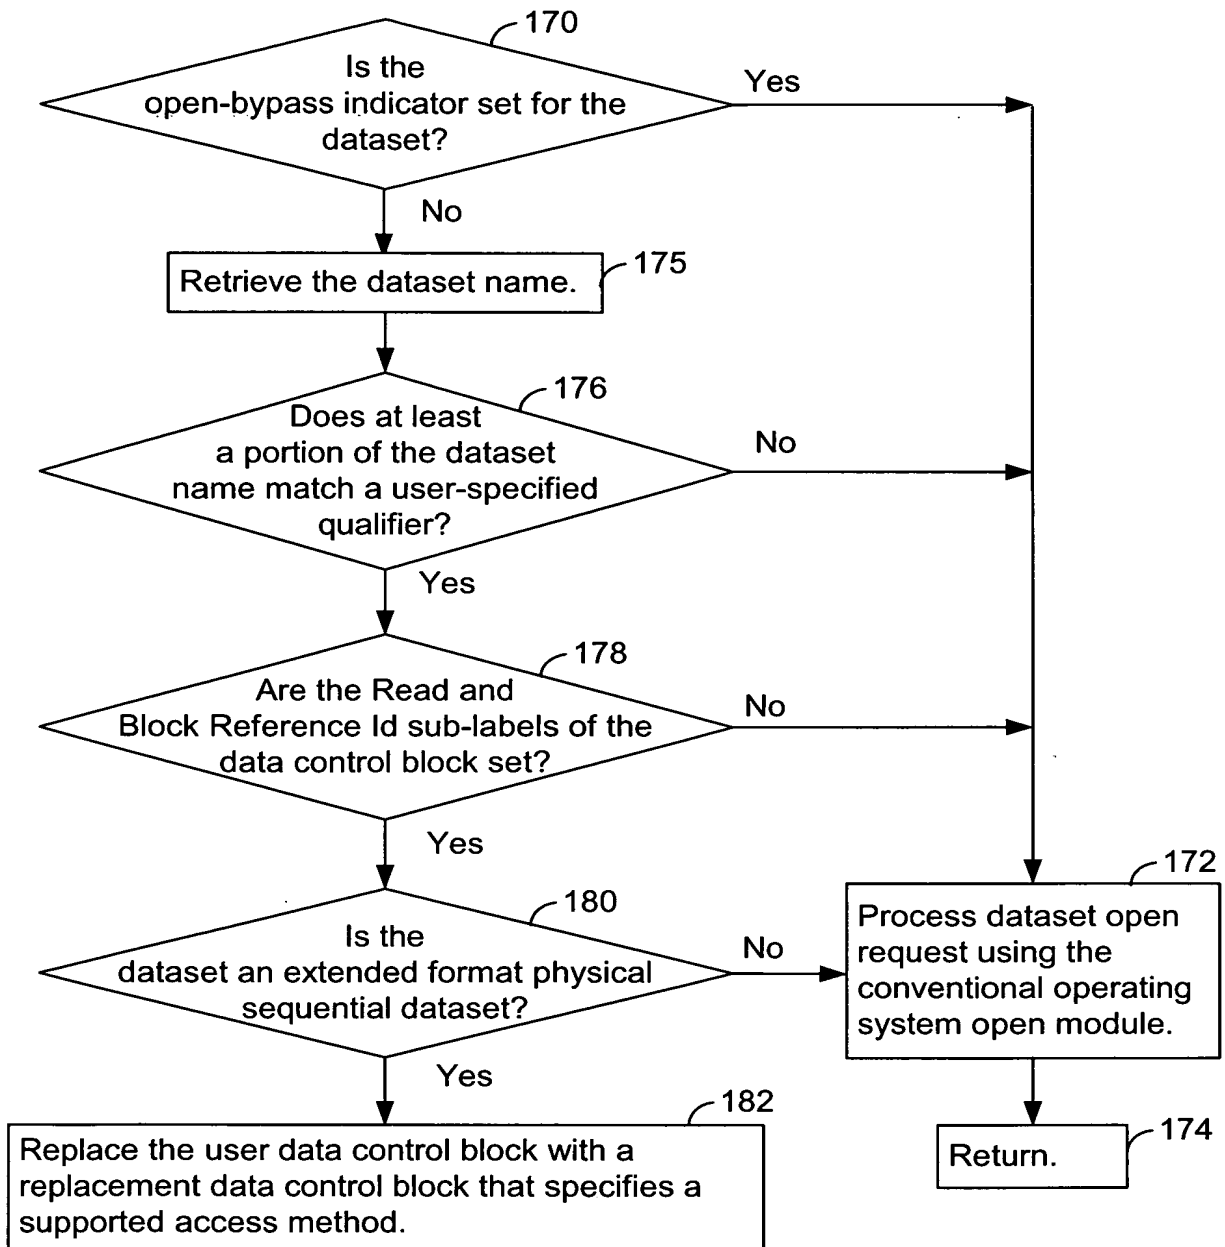 170
Is the
open-bypass indicator set for the
dataset?
Yes
No
175
Retrieve the dataset name.
176
Does at least
a portion of the dataset
name match a user-specified
qualifier?
No
Yes
178
Are the Read and
Block Reference Id sub-labels of the
data control block set?
No
Yes
180
Is the
dataset an extended format physical
sequential dataset?
No
Yes
172
Process dataset open
request using the
conventional operating
system open module.
182
Replace the user data control block with a
replacement data control block that specifies a
supported access method.
174
Return.